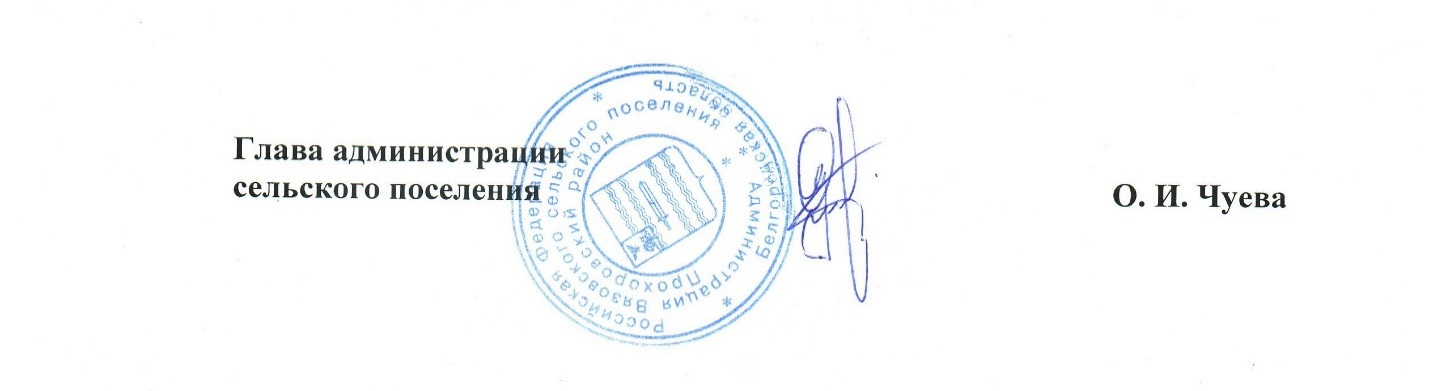 Глава администрации
сельского поселения
О. И. Чуева
Российская Федерация * Белгородская область
* Администрация Вязовского сельского поселения *
Прохоровский район *